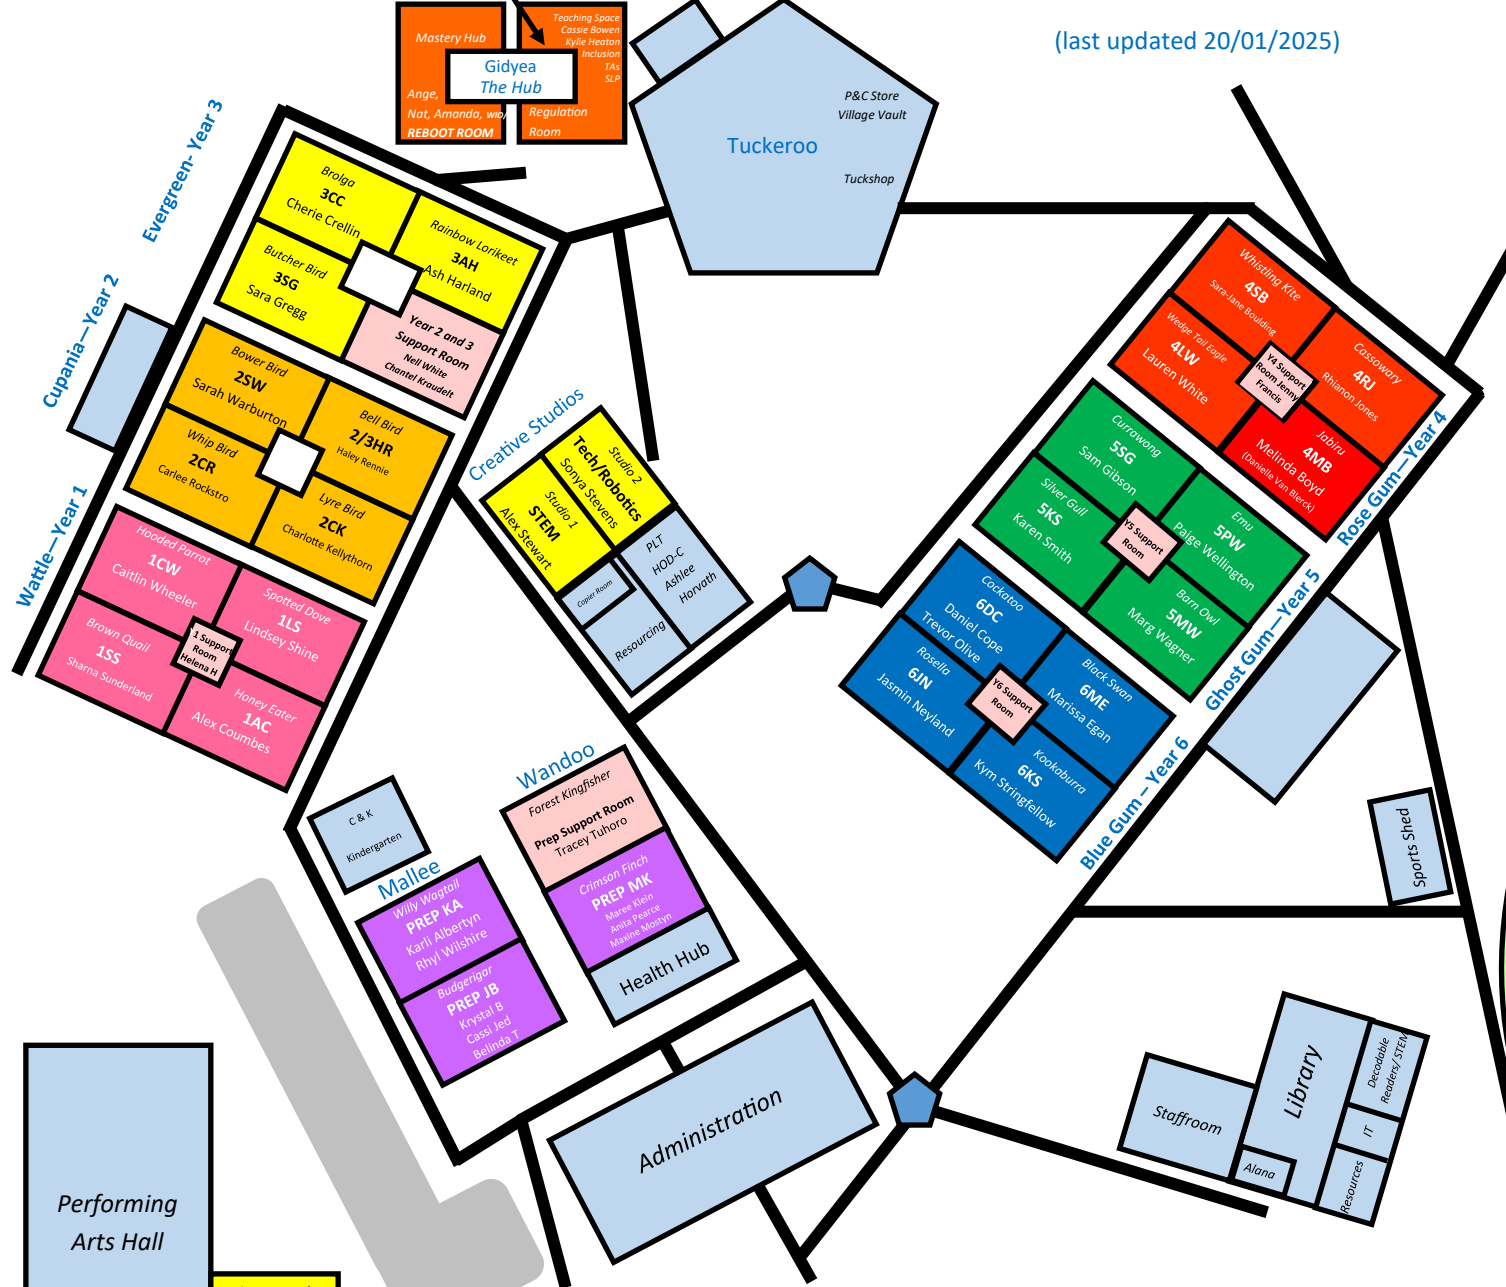 (last updated 20/01/2025)
Mastery Hub
Teaching Space
Cassie Bowen
Kylie Heaton
Inclusion
TAs
SLP
Gidyea
The Hub
Ange,
Nat, Amanda,
REBOOT ROOM
Regulation
Room
P&C Store
Village Vault
Tuckeroo
Tuckshop
Evergreen- Year 3
Brolga
3CC
Cherie Crellin
Rainbow Lorikeet
3AH
Ash Harland
Butcher Bird
3SG
Sara Gregg
Year 2 and 3
Support Room
Nell White
Chantel Kraudelt
Cupania—Year 2
Bower Bird
2SW
Sarah Warburton
Bell Bird
2/3HR
Haley Rennie
Whip Bird
2CR
Carlee Rockstro
Lyre Bird
2CK
Charlotte Kellythorn
Wattle—Year 1
Hooded Parrot
1CW
Caitlin Wheeler
Spotted Dove
1LS
Lindsey Shine
Brown Quail
1SS
Sharna Sunderland
1 Support
Room
Helena H
Honey Eater
1AC
Alex Coumbes
Creative Studios
Studio 2
Tech/Robotics
Sonya Stevens
Studio 1
STEM
Alex Stewart
PLT
HOD-C
Ashlee
Horvath
Copier Room
Resourcing
Whistling Kite
4SB
Sara-Jane Boulding
Cassowary
4RJ
Rhianon Jones
Wedge Tail Eagle
4LW
Lauren White
Y4 Support
Room Jenny
Francis
Jabiru
4MB
Melinda Boyd
(Danielle Van Blerck)
Rose Gum—Year 4
Currawong
5SG
Sam Gibson
Emu
5PW
Paige Wellington
Silver Gull
5KS
Karen Smith
Y5 Support
Room
Barn Owl
5MW
Marg Wagner
Ghost Gum—Year 5
Cockatoo
6DC
Daniel Cope
Trevor Olive
Black Swan
6ME
Marissa Egan
Rosella
6JN
Jasmin Neyland
Y6 Support
Room
Kookaburra
6KS
Kym Stringfellow
Blue Gum—Year 6
Wandoo
Forest Kingfisher
Prep Support Room
Tracey Tuhoro
Crimson Finch
PREP MK
Maree Klein
Anita Pearce
Maxine Mostyn
Health Hub
C & K
Kindergarten
Mallee
Willy Wagtail
PREP KA
Karli Albertyn
Rhyl Wilshire
Budgerigar
PREP JB
Krystal B
Cassi Jed
Belinda T
Sports Shed
Administration
Staffroom
Library
Alana
Decodable
Readers/ STEM
IT
Resources
Performing
Arts Hall